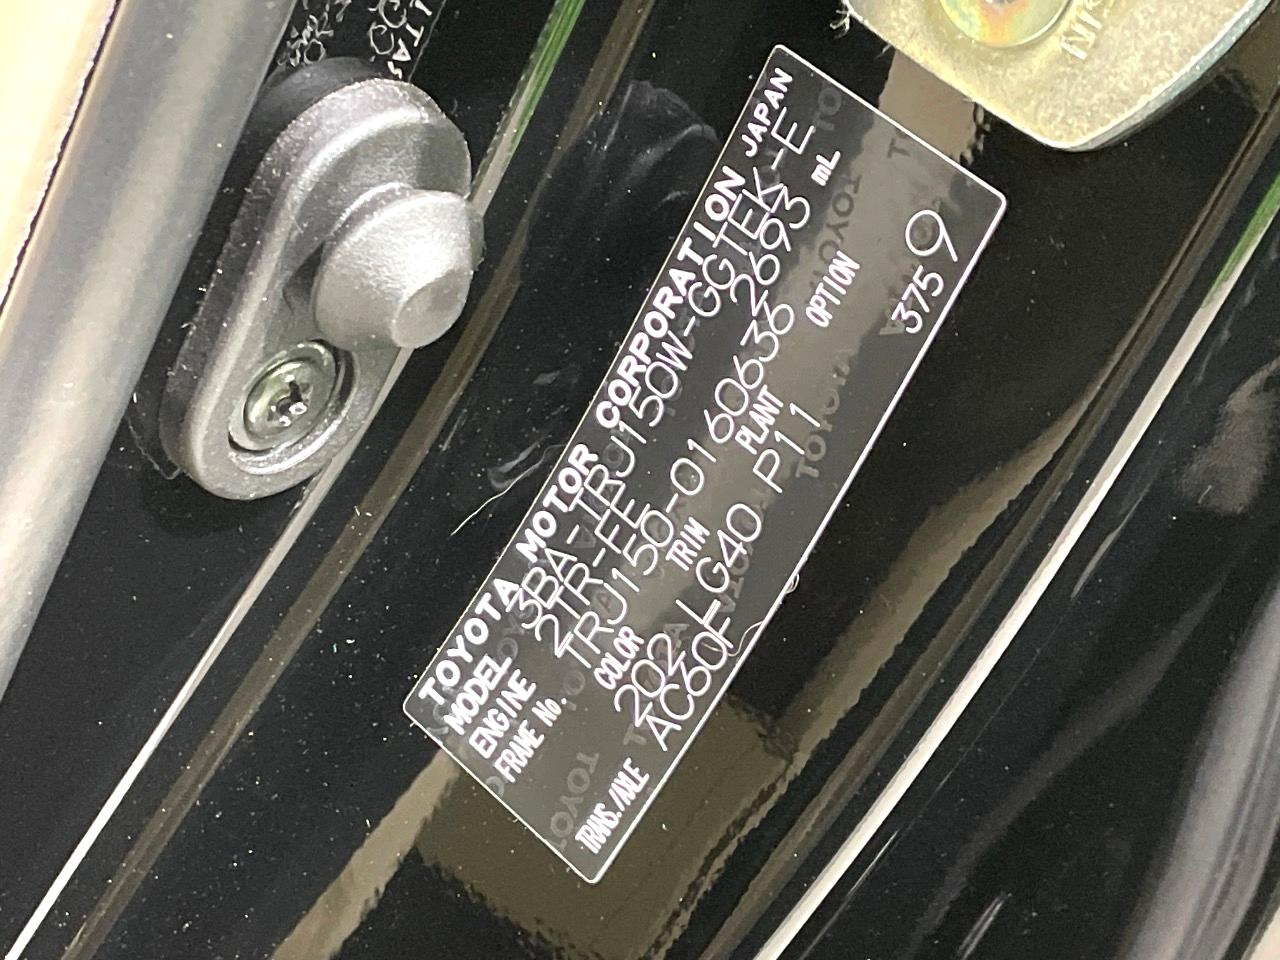 TOYOTA MOTOR CORPORATION JAPAN
MODEL 3BA-TRJ150W-GGTEK-E
ENGINE 2TR-FE 2693 mL
FRAME No. TRJ150-0160636
COLOR TRIM PLANT OPTION
202 LG40 P11
TRANS./AXLE AC60F 3759